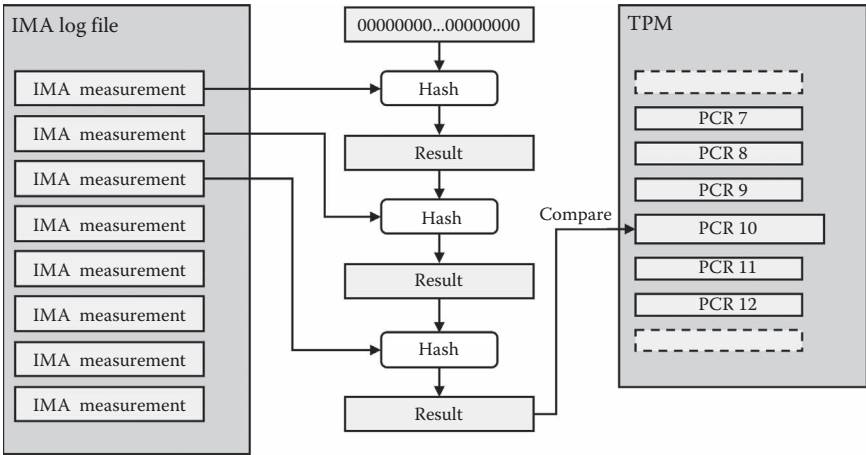 IMA log file
IMA measurement
IMA measurement
IMA measurement
IMA measurement
IMA measurement
IMA measurement
IMA measurement
IMA measurement
00000000...00000000
Hash
Result
Hash
Result
Hash
Result
Compare
TPM
PCR 7
PCR 8
PCR 9
PCR 10
PCR 11
PCR 12